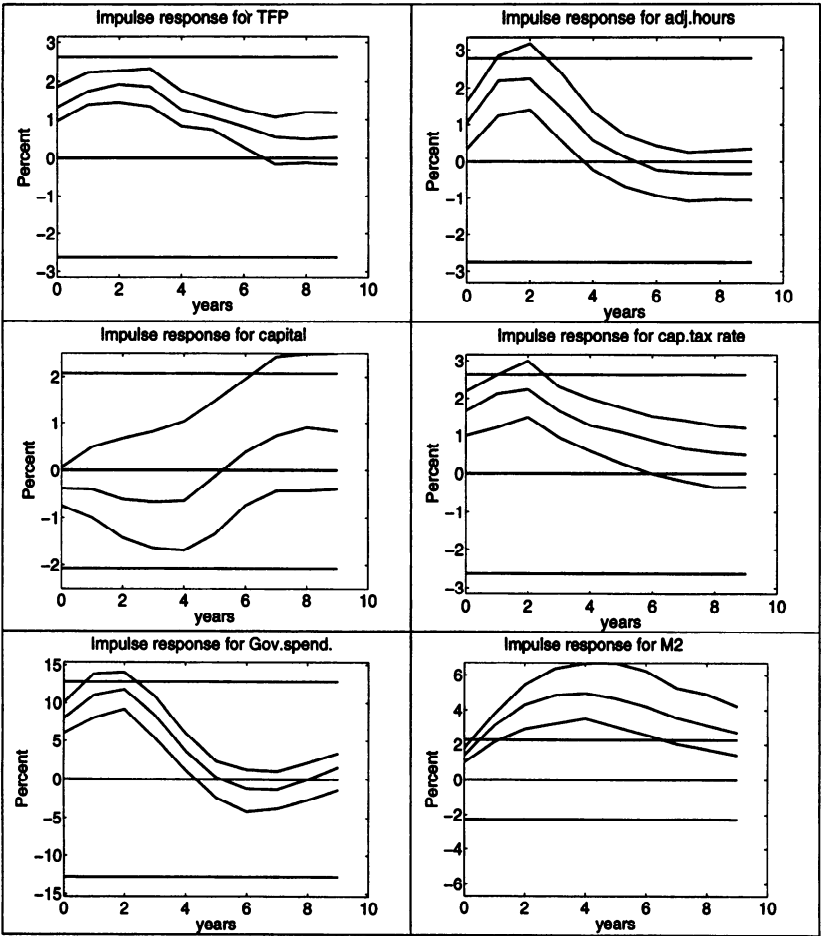 Impulse response for TFP
3
2
1
0
-1
-2
-3
Percent
0 2 4 6 8 10
years
Impulse response for adj.hours
3
2
1
0
-1
-2
-3
Percent
0 2 4 6 8 10
years
Impulse response for capital
2
1
0
-1
-2
Percent
0 2 4 6 8 10
years
Impulse response for cap.tax rate
3
2
1
0
-1
-2
-3
Percent
0 2 4 6 8 10
years
Impulse response for Gov.spend.
15
10
5
0
-5
-10
-15
Percent
0 2 4 6 8 10
years
Impulse response for M2
6
4
2
0
-2
-4
-6
Percent
0 2 4 6 8 10
years